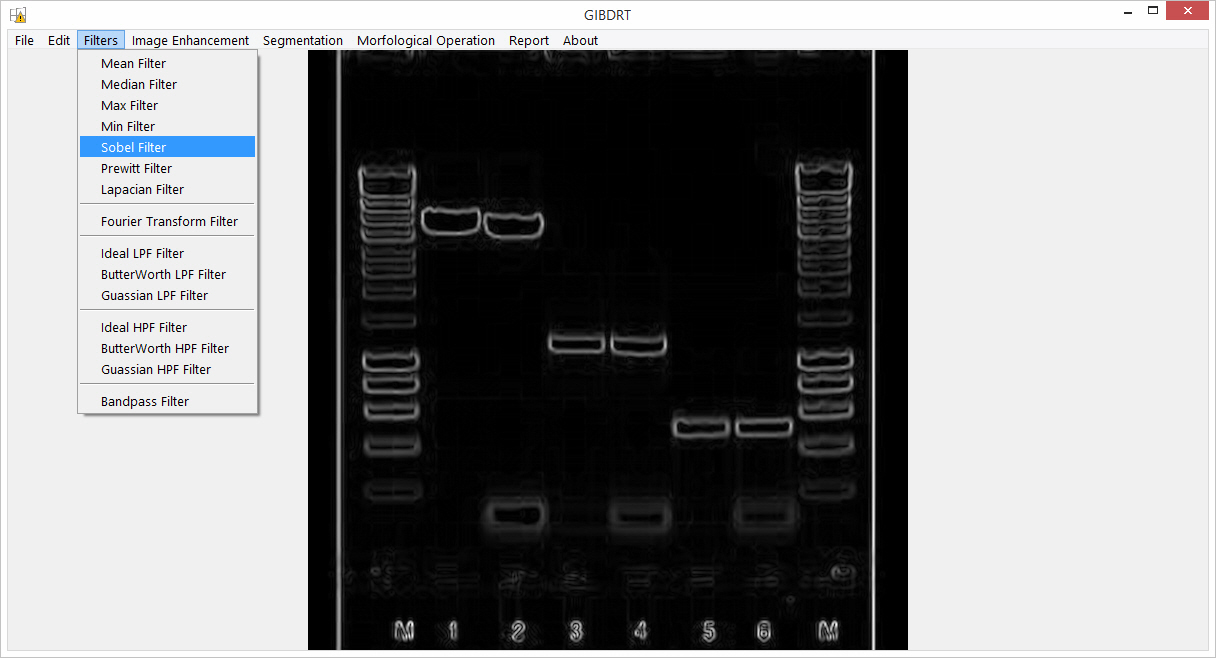 GIBDRT
File Edit Filters Image Enhancement Segmentation Morfological Operation Report About
Mean Filter
Median Filter
Max Filter
Min Filter
Sobel Filter
Prewitt Filter
Lapacian Filter
Fourier Transform Filter
Ideal LPF Filter
ButterWorth LPF Filter
Guassian LPF Filter
Ideal HPF Filter
ButterWorth HPF Filter
Guassian HPF Filter
Bandpass Filter
M 1 2 3 4 5 6 M